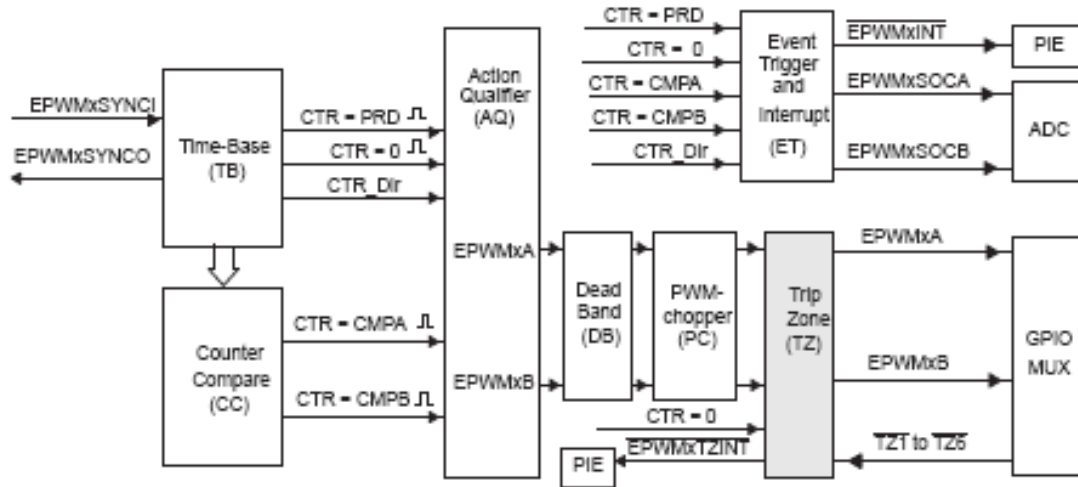 EPWMxSYNCI
EPWMxSYNCO
Time-Base
(TB)
CTR = PRD
CTR = 0
CTR_Dir
Counter
Compare
(CC)
CTR = CMPA
CTR = CMPB
Action
Qualifier
(AQ)
EPWMxA
EPWMxB
CTR = PRD
CTR = 0
CTR = CMPA
CTR = CMPB
CTR_Dir
Event
Trigger
and
Interrupt
(ET)
EPWMxINT
EPWMxSOCA
EPWMxSOCB
PIE
ADC
Dead
Band
(DB)
PWM-
chopper
(PC)
CTR = 0
EPWMxTZINT
PIE
Trip
Zone
(TZ)
EPWMxA
EPWMxB
TZ1 to TZ6
GPIO
MUX